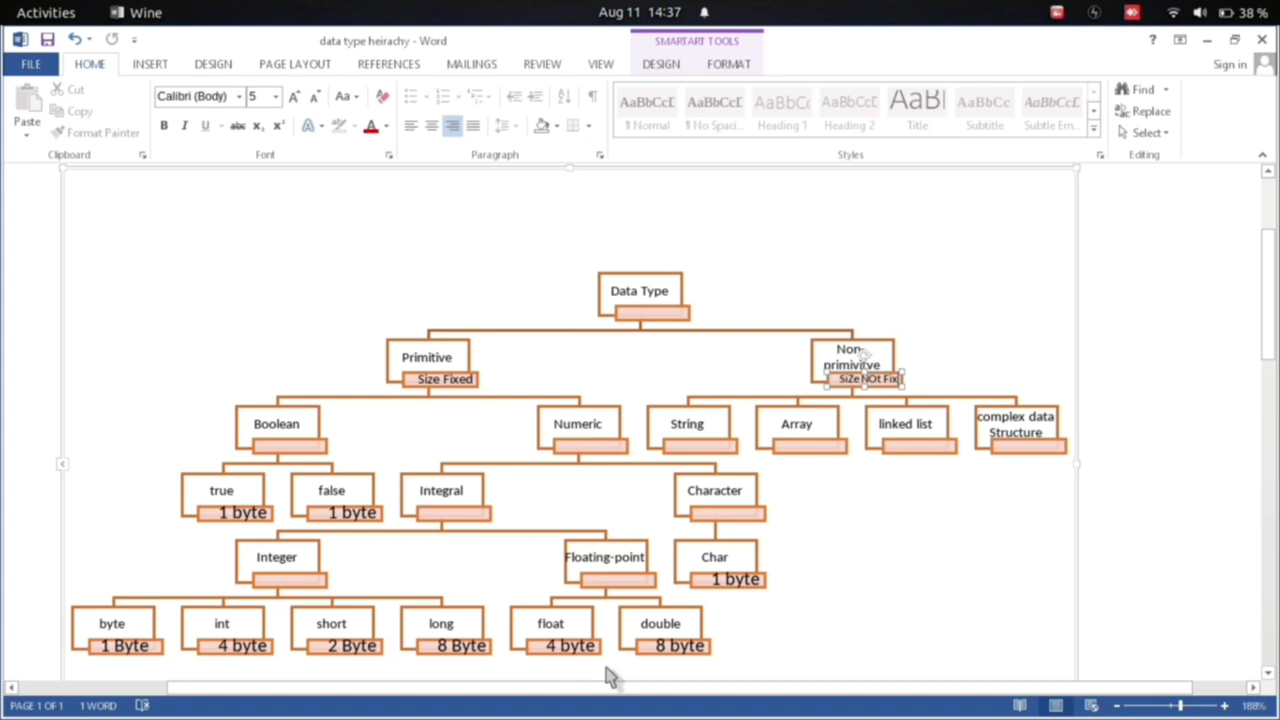 Activities Wine Aug 11 14:37 38 %
data type heirachy - Word SMARTART TOOLS ?
FILE HOME INSERT DESIGN PAGE LAYOUT REFERENCES MAILINGS REVIEW VIEW DESIGN FORMAT Sign in
Paste
Cut
Copy
Format Painter
Clipboard
Calibri (Body) 5 Aa
B I U abc x₂ x² A A
Font
Paragraph
AaBbCcD AaBbCcD AaBbCc AaBbCcD AaBl AaBbCc AaBbCcD
¶ Normal ¶ No Spaci... Heading 1 Heading 2 Title Subtitle Subtle Em...
Styles
Find
Replace
Select
Editing
Data Type
Primitive
Size Fixed
Non-
primivitve
SiZe NOt Fix
Boolean Numeric String Array linked list complex data
Structure
true false Integral Character
1 byte 1 byte
Integer Floating-point Char
1 byte
byte int short long float double
1 Byte 4 byte 2 Byte 8 Byte 4 byte 8 byte
PAGE 1 OF 1 1 WORD 188%